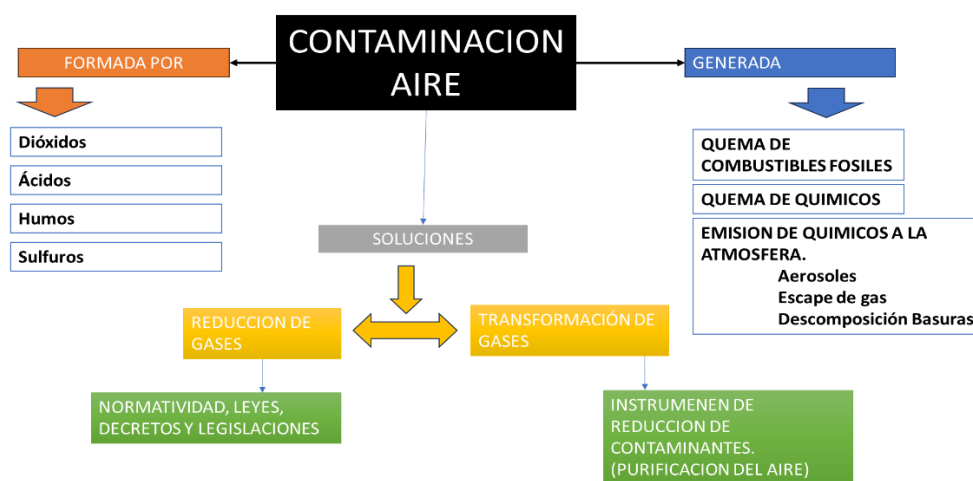 CONTAMINACION
AIRE
FORMADA POR
Dióxidos
Ácidos
Humos
Sulfuros
GENERADA
QUEMA DE
COMBUSTIBLES FOSILES
QUEMA DE QUIMICOS
EMISION DE QUIMICOS A LA
ATMOSFERA.
Aerosoles
Escape de gas
Descomposición Basuras
SOLUCIONES
REDUCCION DE
GASES
TRANSFORMACIÓN DE
GASES
NORMATIVIDAD, LEYES,
DECRETOS Y LEGISLACIONES
INSTRUMENEN DE
REDUCCION DE
CONTAMINANTES.
(PURIFICACION DEL AIRE)